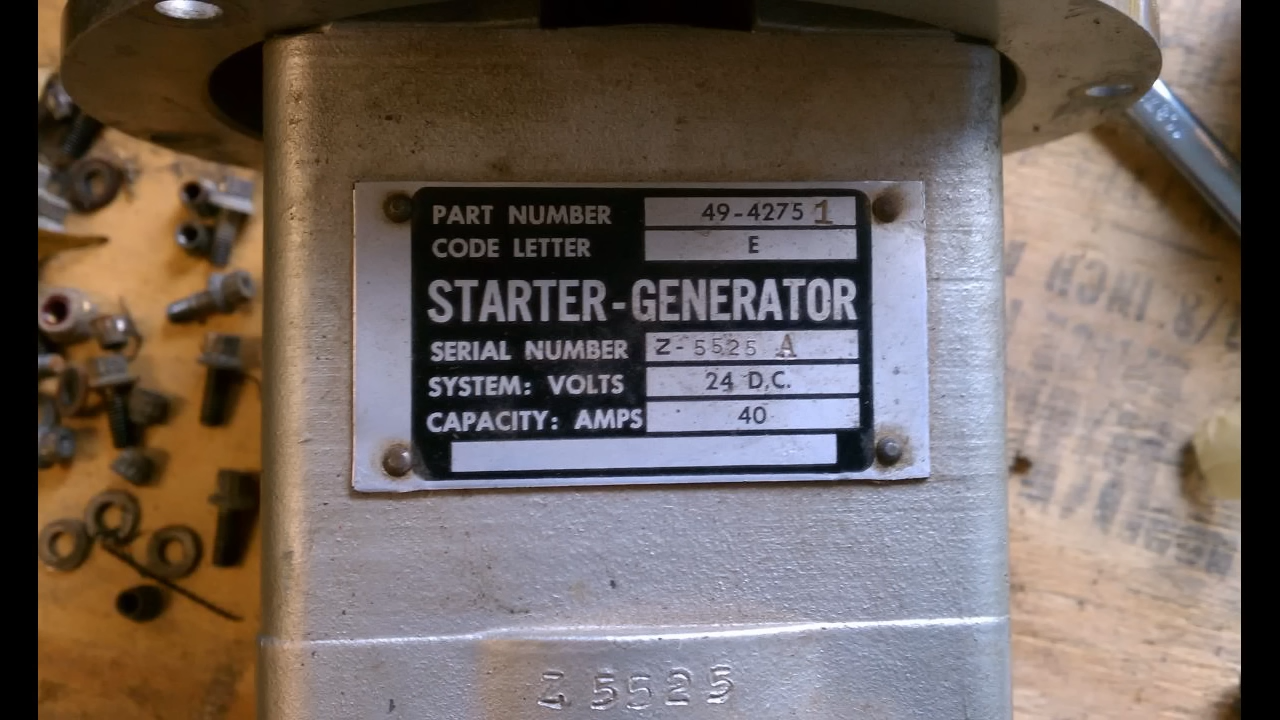 PART NUMBER 49-4275 1
CODE LETTER E
STARTER-GENERATOR
SERIAL NUMBER Z-5525 A
SYSTEM: VOLTS 24 D.C.
CAPACITY: AMPS 40
Z 5525
INCH